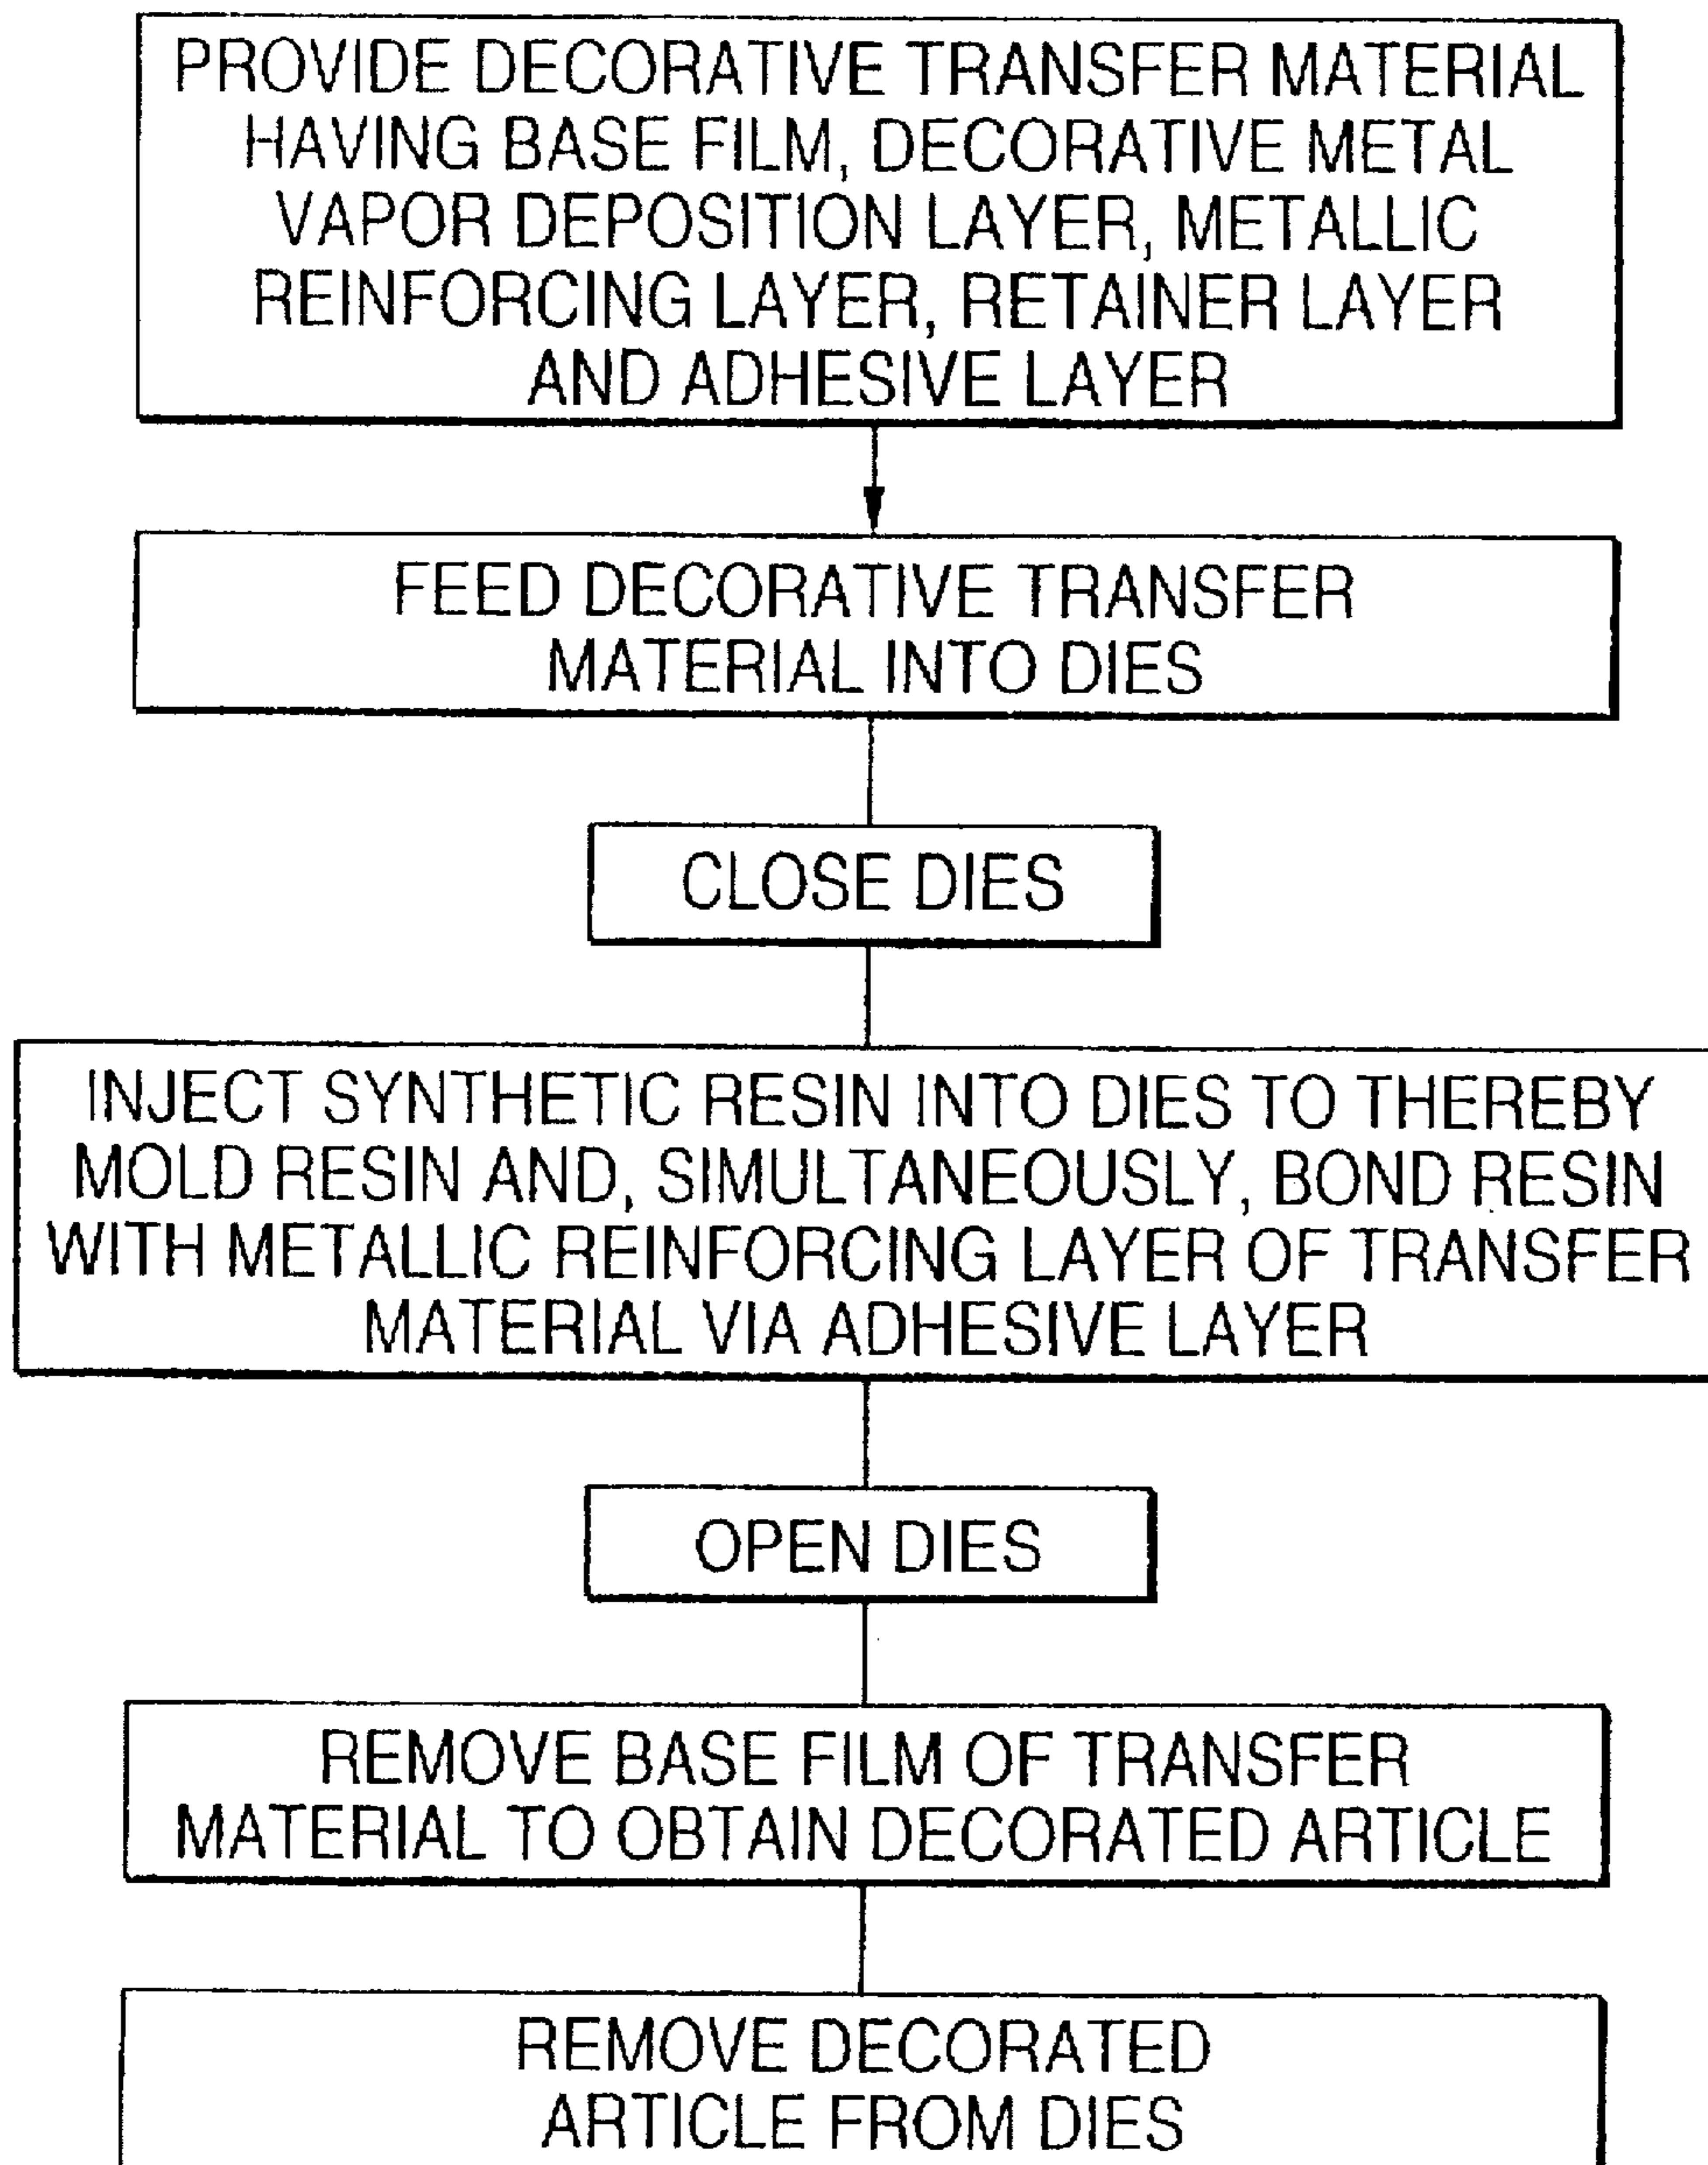 PROVIDE DECORATIVE TRANSFER MATERIAL
HAVING BASE FILM, DECORATIVE METAL
VAPOR DEPOSITION LAYER, METALLIC
REINFORCING LAYER, RETAINER LAYER
AND ADHESIVE LAYER
FEED DECORATIVE TRANSFER
MATERIAL INTO DIES
CLOSE DIES
INJECT SYNTHETIC RESIN INTO DIES TO THEREBY
MOLD RESIN AND, SIMULTANEOUSLY, BOND RESIN
WITH METALLIC REINFORCING LAYER OF TRANSFER
MATERIAL VIA ADHESIVE LAYER
OPEN DIES
REMOVE BASE FILM OF TRANSFER
MATERIAL TO OBTAIN DECORATED ARTICLE
REMOVE DECORATED
ARTICLE FROM DIES